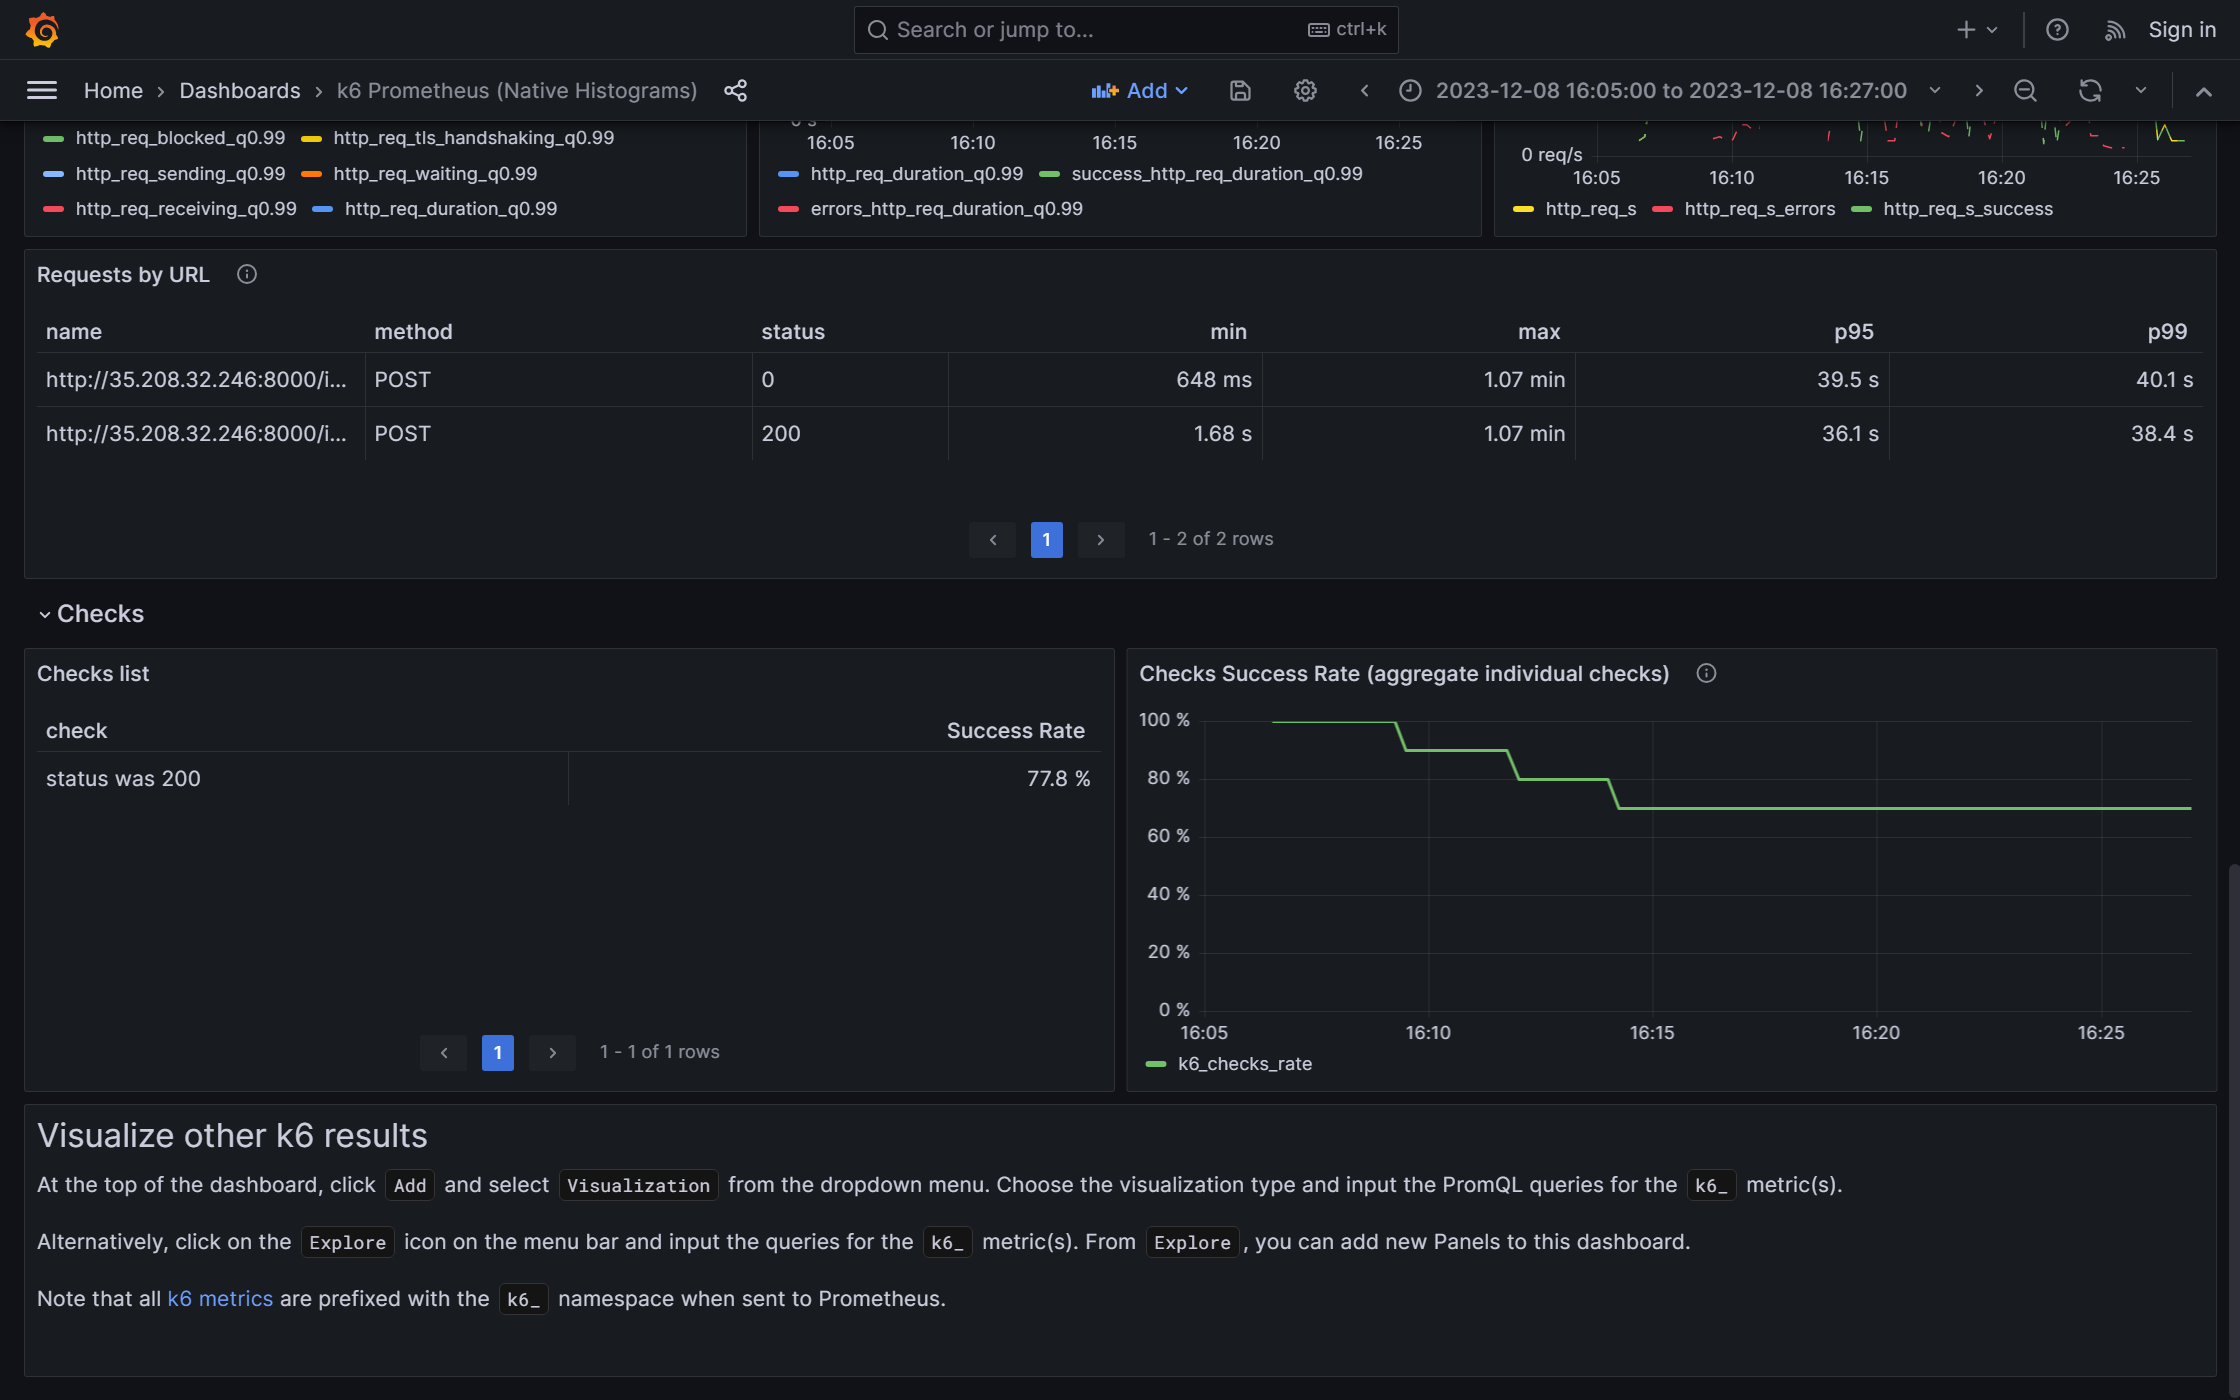 Search or jump to... ctrl+k Sign in
Home › Dashboards › k6 Prometheus (Native Histograms) Add 2023-12-08 16:05:00 to 2023-12-08 16:27:00
http_req_blocked_q0.99 http_req_tls_handshaking_q0.99
http_req_sending_q0.99 http_req_waiting_q0.99
http_req_receiving_q0.99 http_req_duration_q0.99
0 s
16:05 16:10 16:15 16:20 16:25
http_req_duration_q0.99 success_http_req_duration_q0.99
errors_http_req_duration_q0.99
0 req/s
16:05 16:10 16:15 16:20 16:25
http_req_s http_req_s_errors http_req_s_success
Requests by URL
name method status min max p95 p99
http://35.208.32.246:8000/i... POST 0 648 ms 1.07 min 39.5 s 40.1 s
http://35.208.32.246:8000/i... POST 200 1.68 s 1.07 min 36.1 s 38.4 s
1 1 - 2 of 2 rows
Checks
Checks list
check Success Rate
status was 200 77.8 %
1 1 - 1 of 1 rows
Checks Success Rate (aggregate individual checks)
100 %
80 %
60 %
40 %
20 %
0 %
16:05 16:10 16:15 16:20 16:25
k6_checks_rate
Visualize other k6 results
At the top of the dashboard, click Add and select Visualization from the dropdown menu. Choose the visualization type and input the PromQL queries for the k6_ metric(s).
Alternatively, click on the Explore icon on the menu bar and input the queries for the k6_ metric(s). From Explore, you can add new Panels to this dashboard.
Note that all k6 metrics are prefixed with the k6_ namespace when sent to Prometheus.